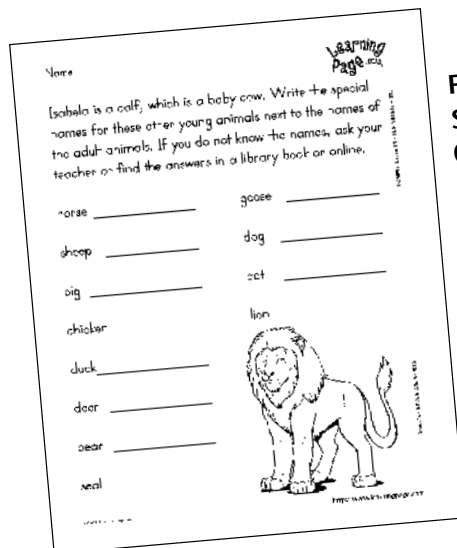 Learning
Page.com
Name
Isabela is a calf, which is a baby cow. Write the special
names for these other young animals next to the names of
the adult animals. If you do not know the names, ask your
teacher or find the answers in a library book or online.
horse
sheep
pig
chicken
duck
deer
bear
seal
goose
dog
cat
lion